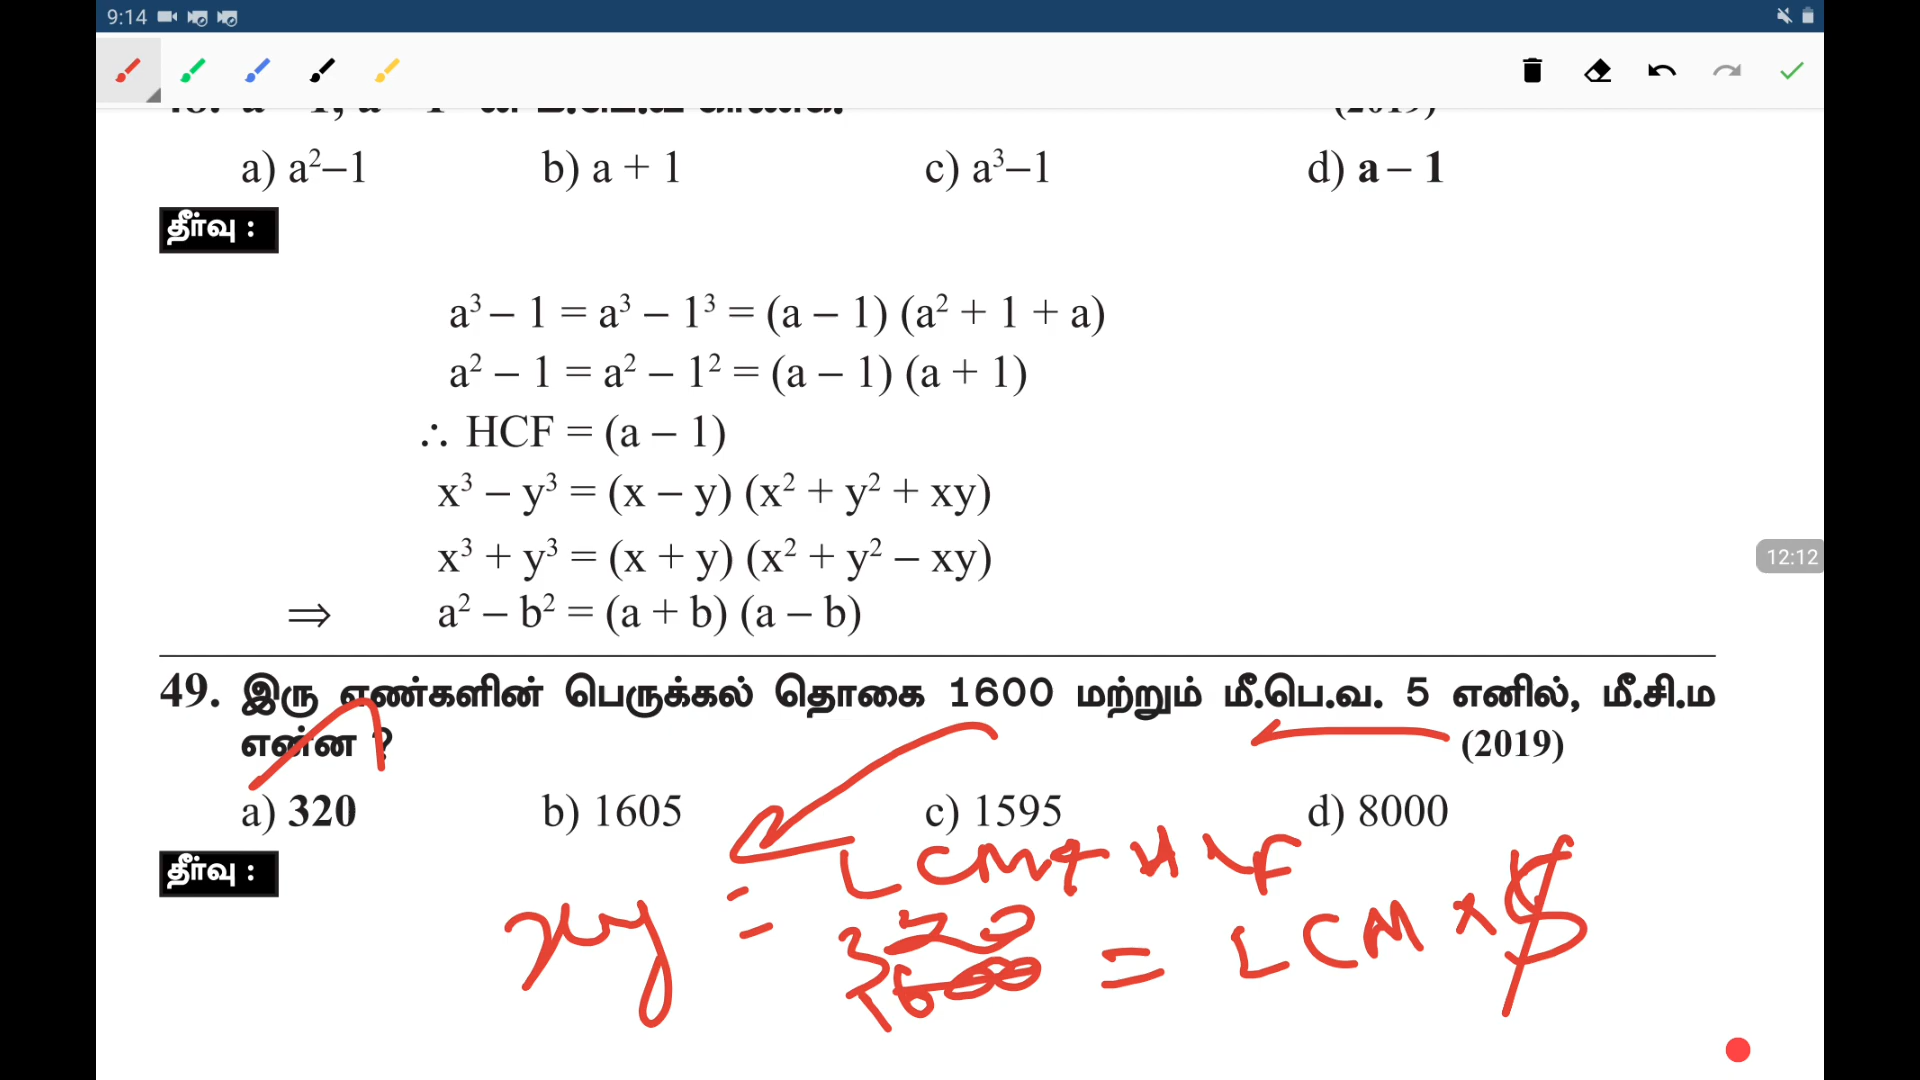 9:14
(2019)
a) a²–1 b) a + 1 c) a³–1 d) a – 1
தீர்வு :
a³ – 1 = a³ – 1³ = (a – 1) (a² + 1 + a)
a² – 1 = a² – 1² = (a – 1) (a + 1)
∴ HCF = (a – 1)
x³ – y³ = (x – y) (x² + y² + xy)
x³ + y³ = (x + y) (x² + y² – xy)
12:12
⇒ a² – b² = (a + b) (a – b)
49. இரு எண்களின் பெருக்கல் தொகை 1600 மற்றும் மீ.பெ.வ. 5 எனில், மீ.சி.ம
என்ன ? (2019)
a) 320 b) 1605 c) 1595 d) 8000
தீர்வு :
xy = LCM × HCF
320
1600 = LCM × 5